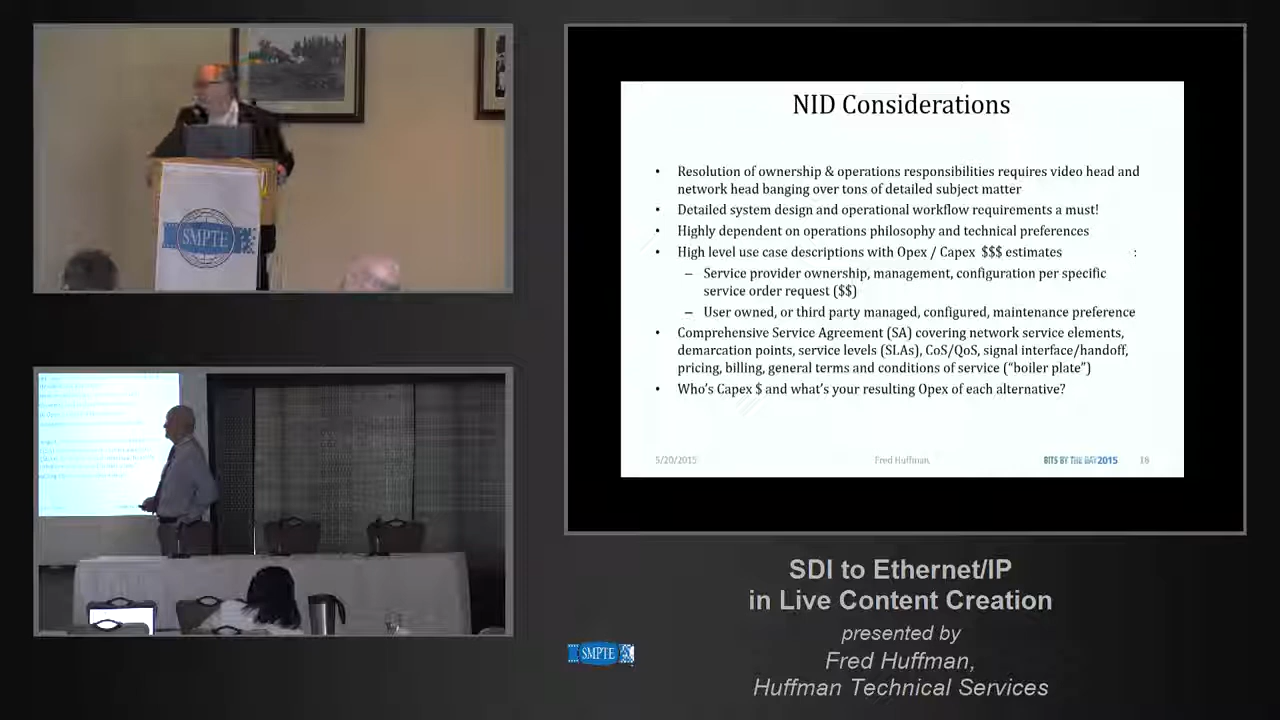 SMPTE
NID Considerations
• Resolution of ownership & operations responsibilities requires video head and
network head banging over tons of detailed subject matter
• Detailed system design and operational workflow requirements a must!
• Highly dependent on operations philosophy and technical preferences
• High level use case descriptions with Opex / Capex $$$ estimates :
– Service provider ownership, management, configuration per specific
service order request ($$)
– User owned, or third party managed, configured, maintenance preference
• Comprehensive Service Agreement (SA) covering network service elements,
demarcation points, service levels (SLAs), CoS/QoS, signal interface/handoff,
pricing, billing, general terms and conditions of service (“boiler plate”)
• Who’s Capex $ and what’s your resulting Opex of each alternative?
5/20/2015 Fred Huffman, BITS BY THE BAY 2015 18
SDI to Ethernet/IP
in Live Content Creation
presented by
Fred Huffman,
Huffman Technical Services
SMPTE